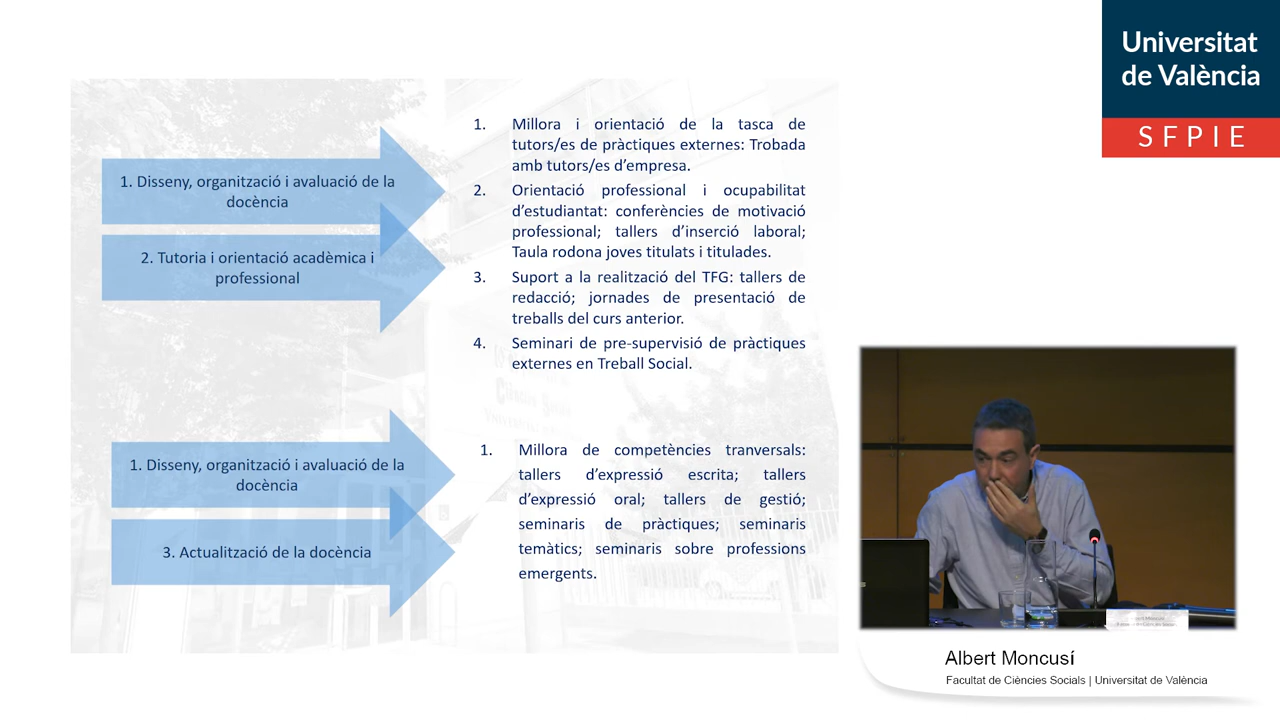 Universitat
de València
SFPIE
1. Disseny, organització i avaluació de la
docència
2. Tutoria i orientació acadèmica i
professional
1. Millora i orientació de la tasca de
tutors/es de pràctiques externes: Trobada
amb tutors/es d'empresa.
2. Orientació professional i ocupabilitat
d'estudiantat: conferències de motivació
professional; tallers d'inserció laboral;
Taula rodona joves titulats i titulades.
3. Suport a la realització del TFG: tallers de
redacció; jornades de presentació de
treballs del curs anterior.
4. Seminari de pre-supervisió de pràctiques
externes en Treball Social.
1. Disseny, organització i avaluació de la
docència
3. Actualització de la docència
1. Millora de competències tranversals:
tallers d'expressió escrita; tallers
d'expressió oral; tallers de gestió;
seminaris de pràctiques; seminaris
temàtics; seminaris sobre professions
emergents.
Albert Moncusí
Facultat de Ciències Socials | Universitat de València